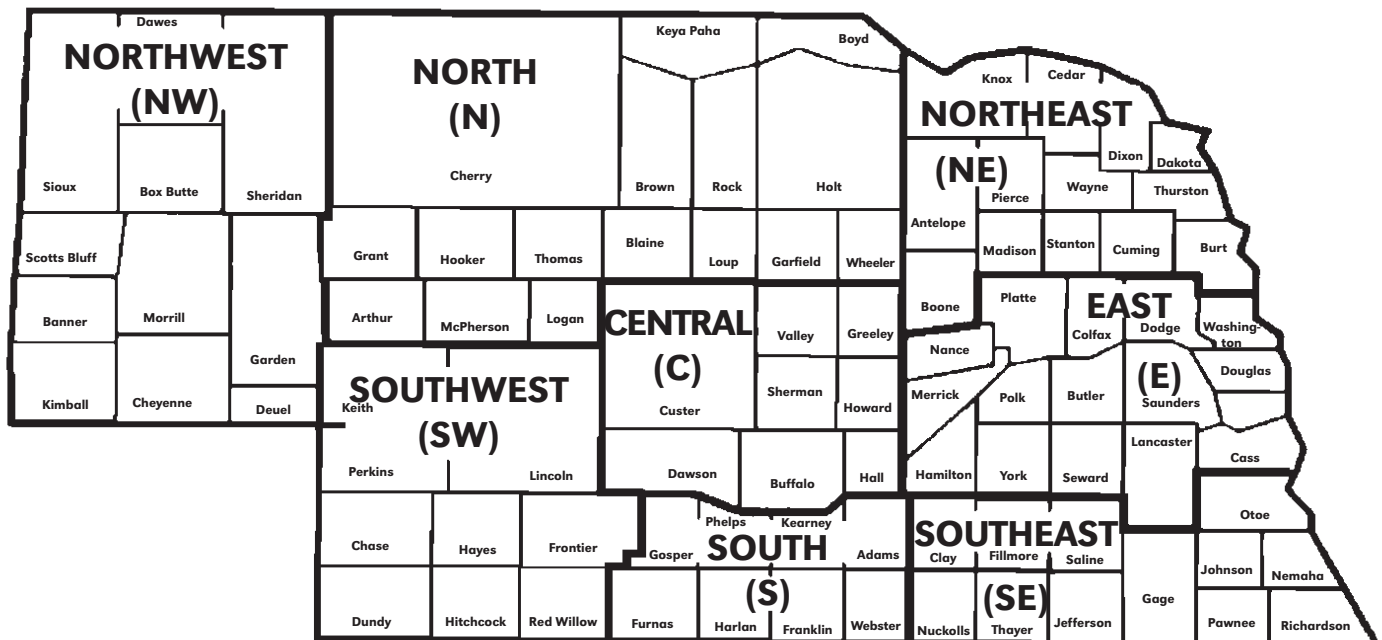 Dawes
NORTHWEST
(NW)
Sioux
Box Butte
Sheridan
Scotts Bluff
Banner
Morrill
Garden
Kimball
Cheyenne
Deuel
NORTH
(N)
Keya Paha
Boyd
Cherry
Brown
Rock
Holt
Grant
Hooker
Thomas
Blaine
Loup
Garfield
Wheeler
Arthur
McPherson
Logan
Knox
Cedar
NORTHEAST
(NE)
Dixon
Dakota
Pierce
Wayne
Thurston
Antelope
Madison
Stanton
Cuming
Burt
Boone
CENTRAL
(C)
Valley
Greeley
Custer
Sherman
Howard
Dawson
Buffalo
Hall
Platte
EAST
(E)
Colfax
Dodge
Washing-
ton
Nance
Douglas
Merrick
Polk
Butler
Saunders
Lancaster
Cass
Hamilton
York
Seward
SOUTHWEST
(SW)
Keith
Perkins
Lincoln
Chase
Hayes
Frontier
Dundy
Hitchcock
Red Willow
Phelps
Kearney
Gosper
SOUTH
(S)
Adams
Furnas
Harlan
Franklin
Webster
SOUTHEAST
(SE)
Clay
Fillmore
Saline
Otoe
Johnson
Nemaha
Gage
Nuckolls
Thayer
Jefferson
Pawnee
Richardson